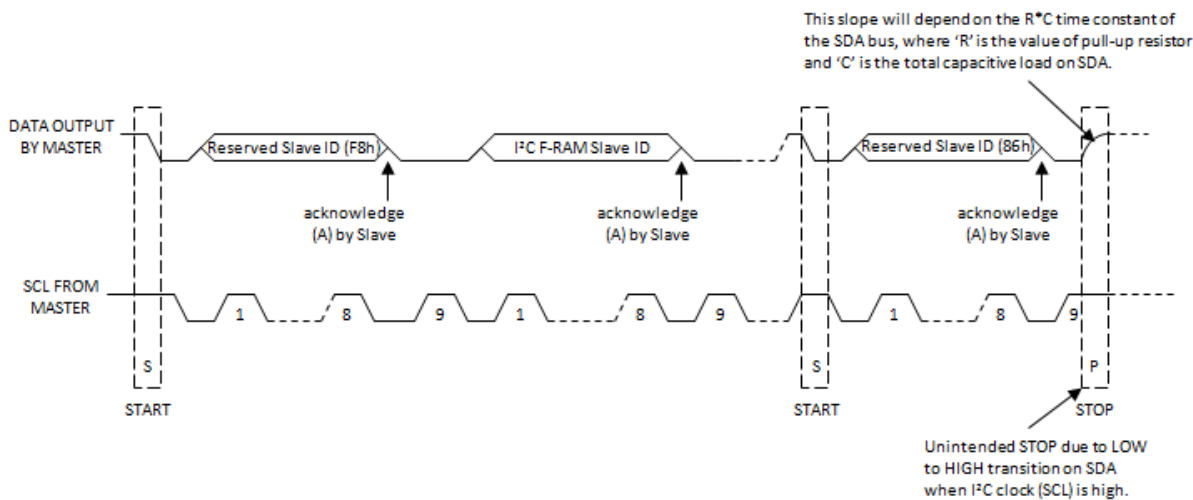 This slope will depend on the R*C time constant of
the SDA bus, where ‘R’ is the value of pull-up resistor
and ‘C’ is the total capacitive load on SDA.
DATA OUTPUT
BY MASTER
Reserved Slave ID (F8h)
I²C F-RAM Slave ID
Reserved Slave ID (86h)
acknowledge
(A) by Slave
acknowledge
(A) by Slave
acknowledge
(A) by Slave
SCL FROM
MASTER
1 8 9 1 8 9 1 8 9
S S P
START START STOP
Unintended STOP due to LOW
to HIGH transition on SDA
when I²C clock (SCL) is high.